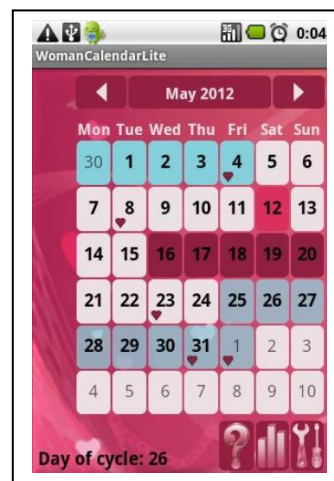 0:04
WomanCalendarLite
May 2012
Mon Tue Wed Thu Fri Sat Sun
30 1 2 3 4 5 6
7 8 9 10 11 12 13
14 15 16 17 18 19 20
21 22 23 24 25 26 27
28 29 30 31 1 2 3
4 5 6 7 8 9 10
Day of cycle: 26